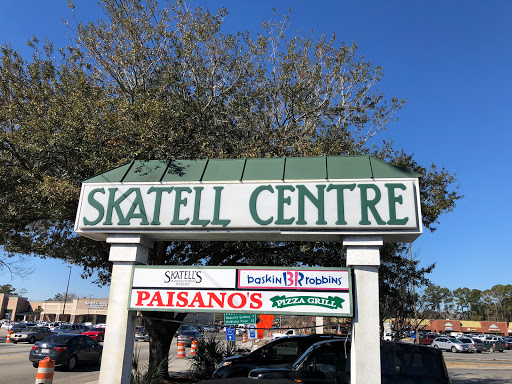 SKATELL CENTRE
SKATELL'S
baskin BR robbins
PAISANO'S PIZZA GRILL